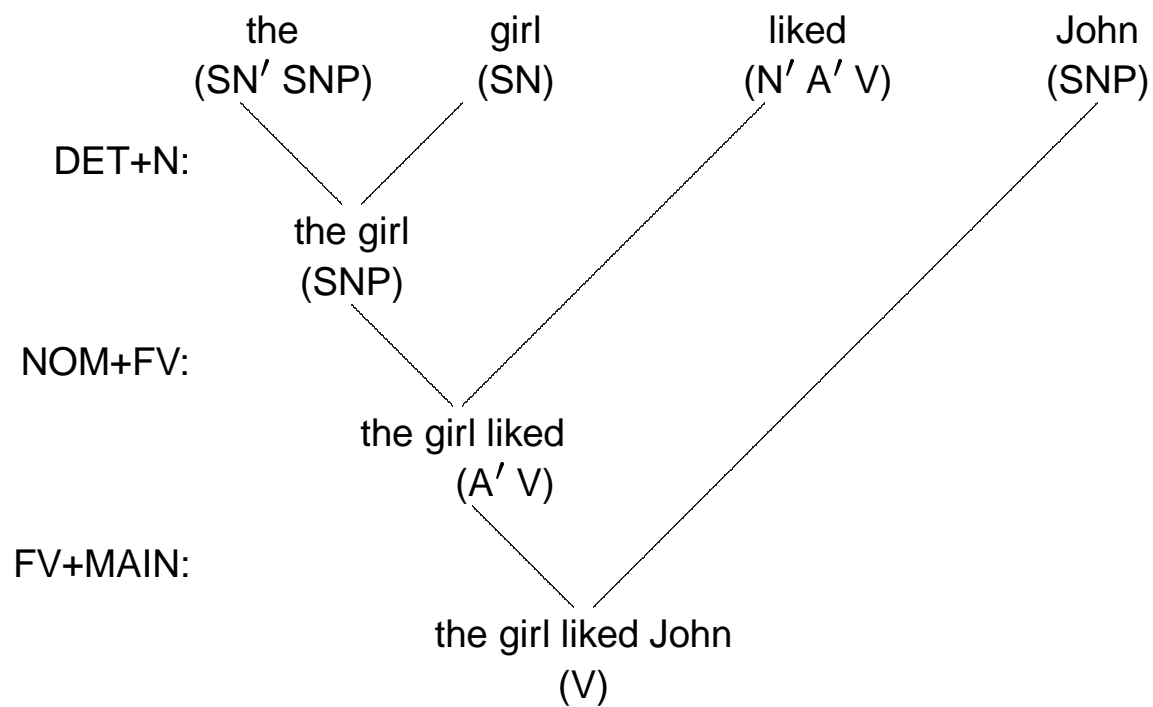 the girl liked John
(SN′ SNP) (SN) (N′ A′ V) (SNP)
DET+N:
the girl
(SNP)
NOM+FV:
the girl liked
(A′ V)
FV+MAIN:
the girl liked John
(V)